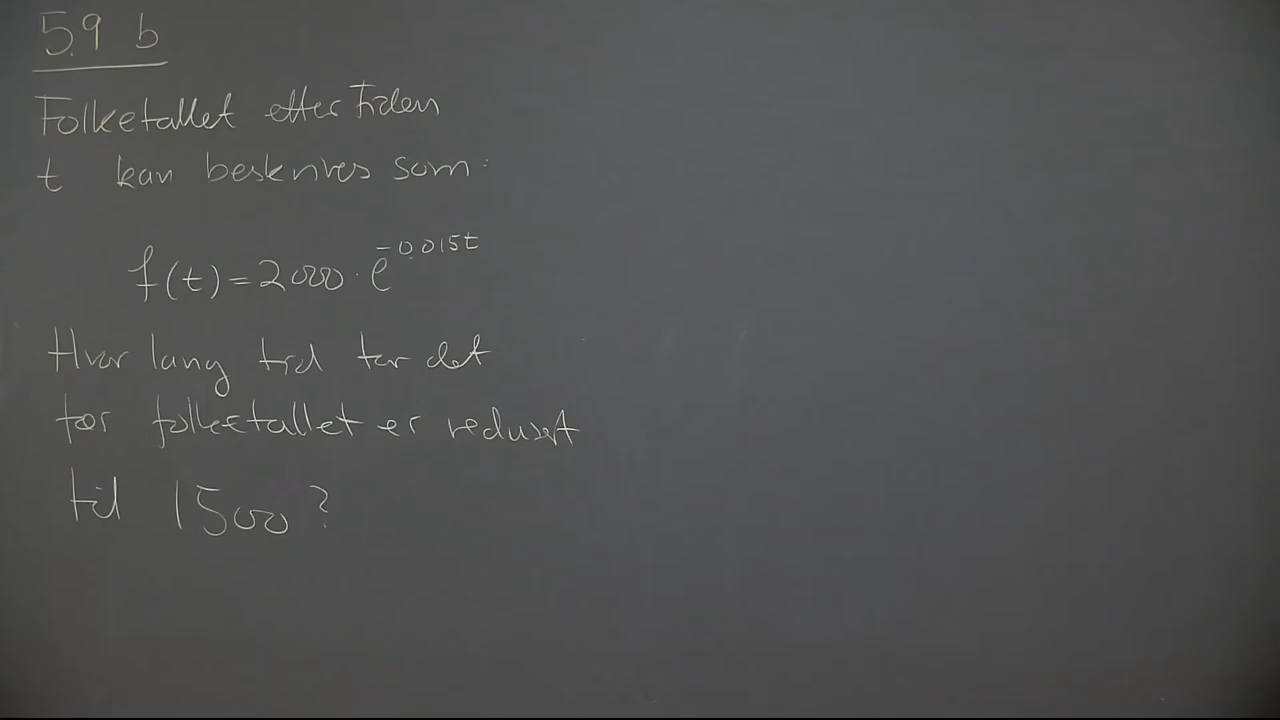 5.9 b
Folketallet etter tiden
t kan beskrives som:
f(t) = 2000 · e^{-0.015t}
Hvor lang tid tar det
før folketallet er redusert
til 1500?